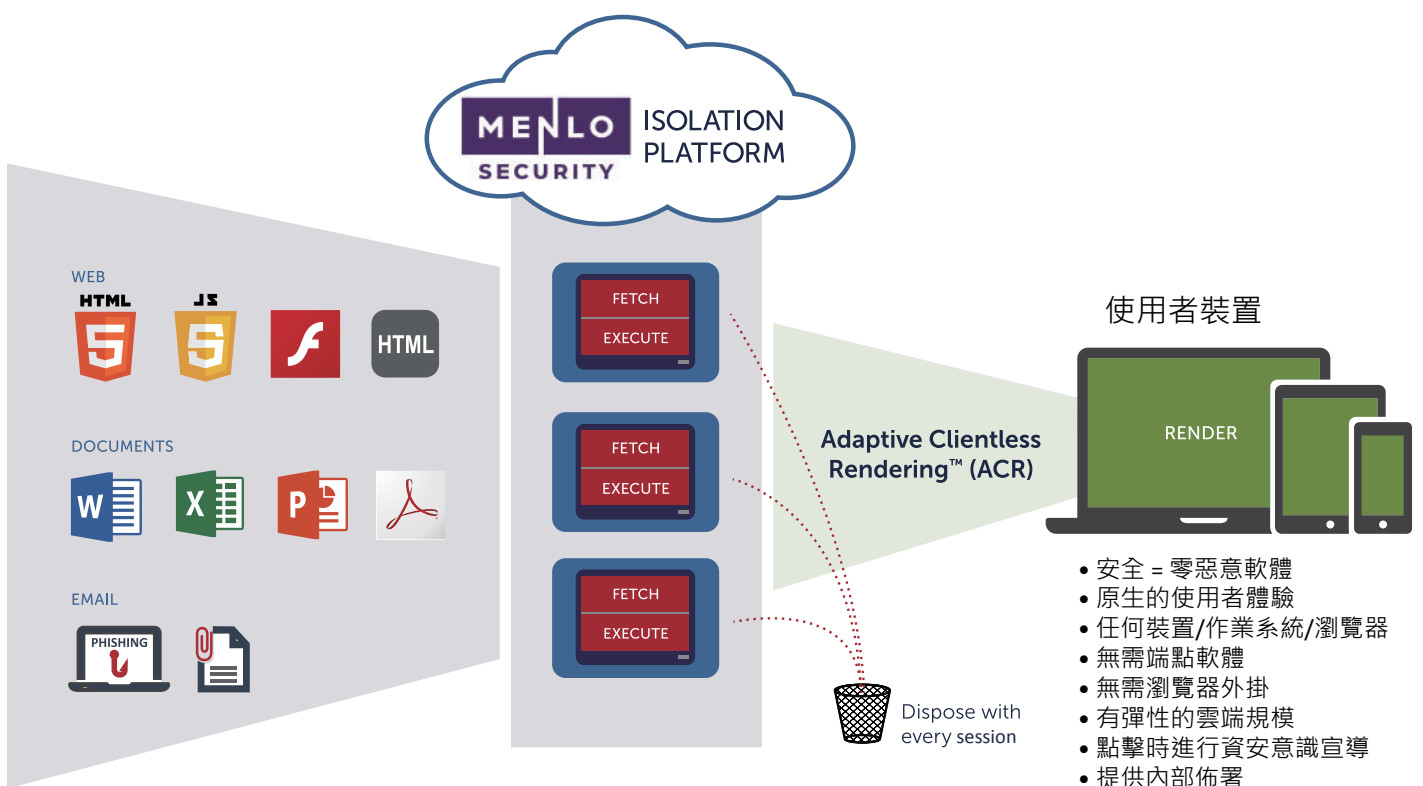 MENLO
SECURITY
ISOLATION
PLATFORM
WEB
HTML
5
JS
5
f
HTML
DOCUMENTS
W
X
P
EMAIL
PHISHING
FETCH
EXECUTE
FETCH
EXECUTE
FETCH
EXECUTE
Adaptive Clientless
Rendering™ (ACR)
Dispose with
every session
使用者裝置
RENDER
• 安全 = 零惡意軟體
• 原生的使用者體驗
• 任何裝置/作業系統/瀏覽器
• 無需端點軟體
• 無需瀏覽器外掛
• 有彈性的雲端規模
• 點擊時進行資安意識宣導
• 提供內部佈署